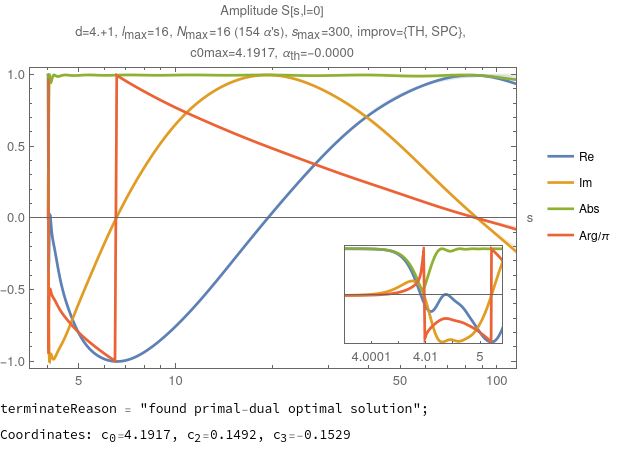 Amplitude S[s,l=0]
d=4.+1, lmax=16, Nmax=16 (154 α's), smax=300, improv={TH, SPC},
c0max=4.1917, αth=-0.0000
1.0
0.5
0.0
-0.5
-1.0
s
Re
Im
Abs
Arg/π
4.0001 4.01 5
5 10 50 100
terminateReason = "found primal-dual optimal solution";
Coordinates: c0=4.1917, c2=0.1492, c3=-0.1529